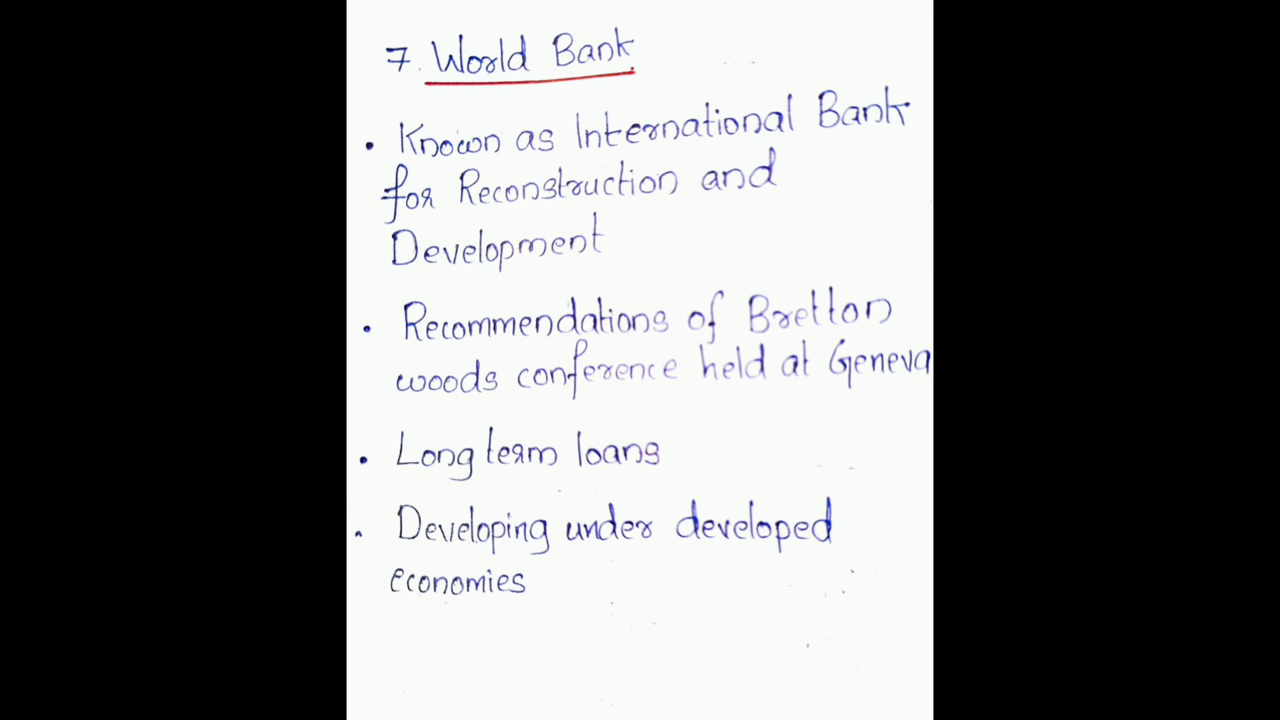 7. World Bank
• Known as International Bank
for Reconstruction and
Development
• Recommendations of Bretton
woods conference held at Geneva
• Long term loans
• Developing under developed
economies